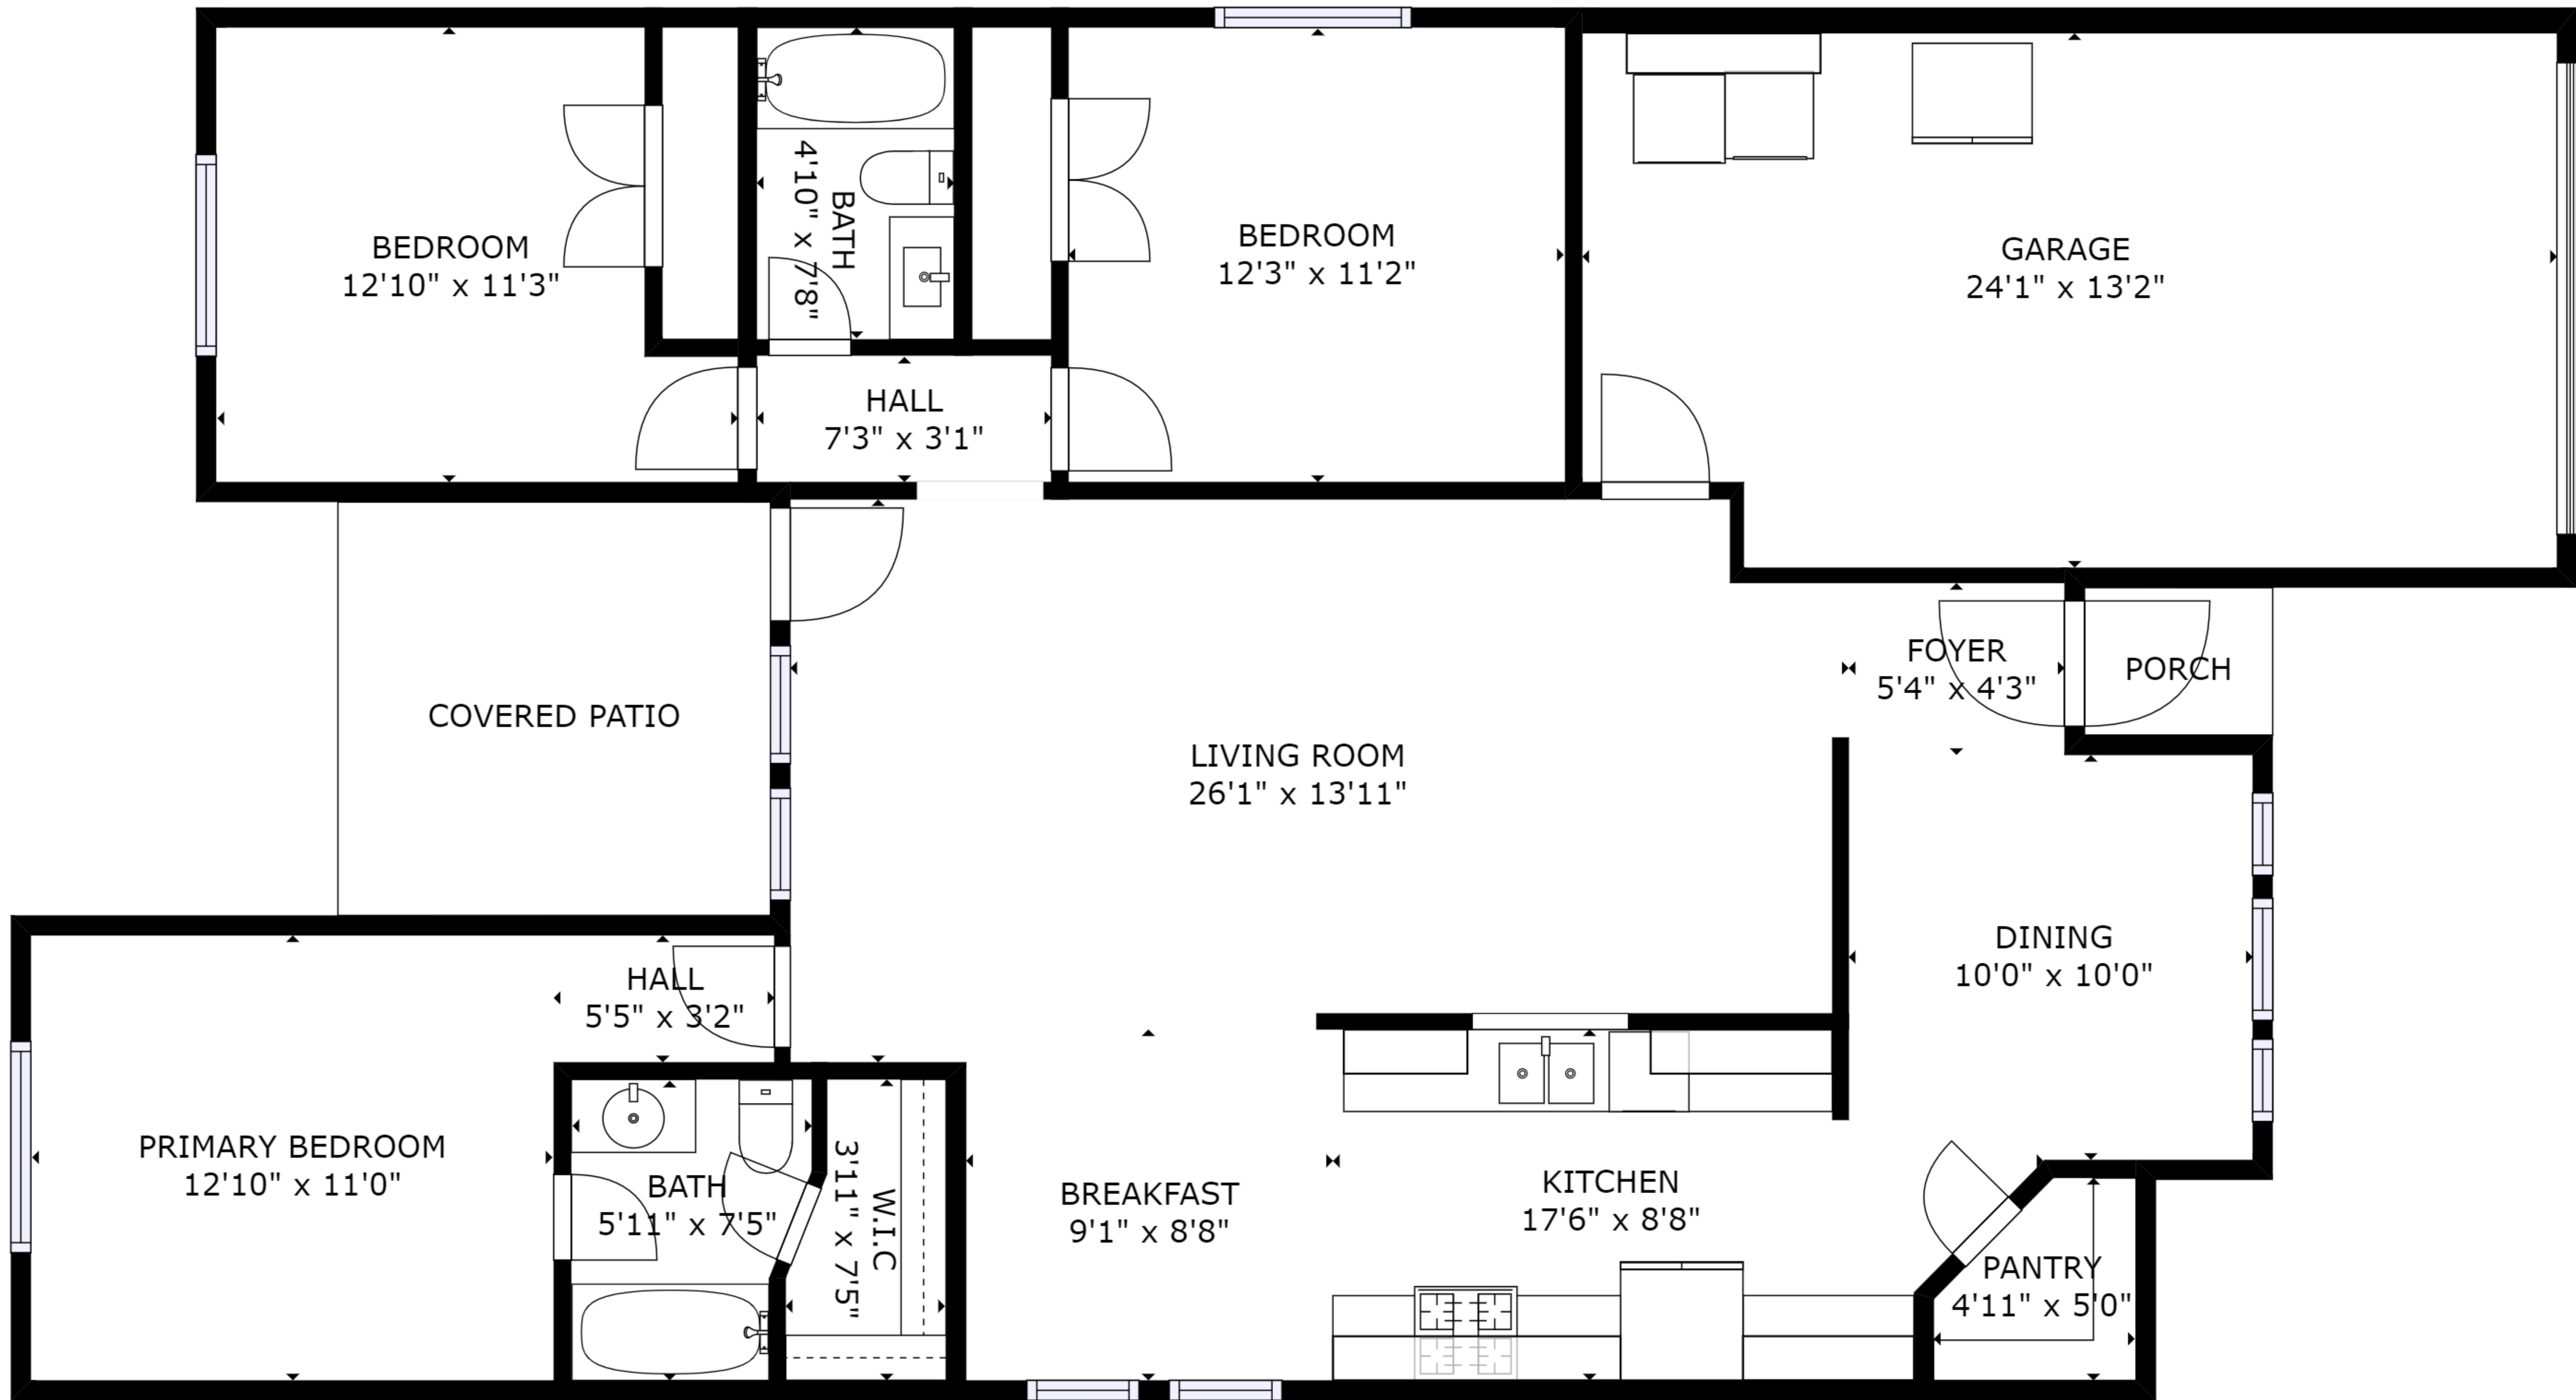 BEDROOM
12'10" x 11'3"
BATH
4'10" x 7'8"
BEDROOM
12'3" x 11'2"
GARAGE
24'1" x 13'2"
HALL
7'3" x 3'1"
FOYER
5'4" x 4'3"
PORCH
COVERED PATIO
LIVING ROOM
26'1" x 13'11"
DINING
10'0" x 10'0"
HALL
5'5" x 3'2"
PRIMARY BEDROOM
12'10" x 11'0"
BATH
5'11" x 7'5"
W.I.C
3'11" x 7'5"
BREAKFAST
9'1" x 8'8"
KITCHEN
17'6" x 8'8"
PANTRY
4'11" x 5'0"